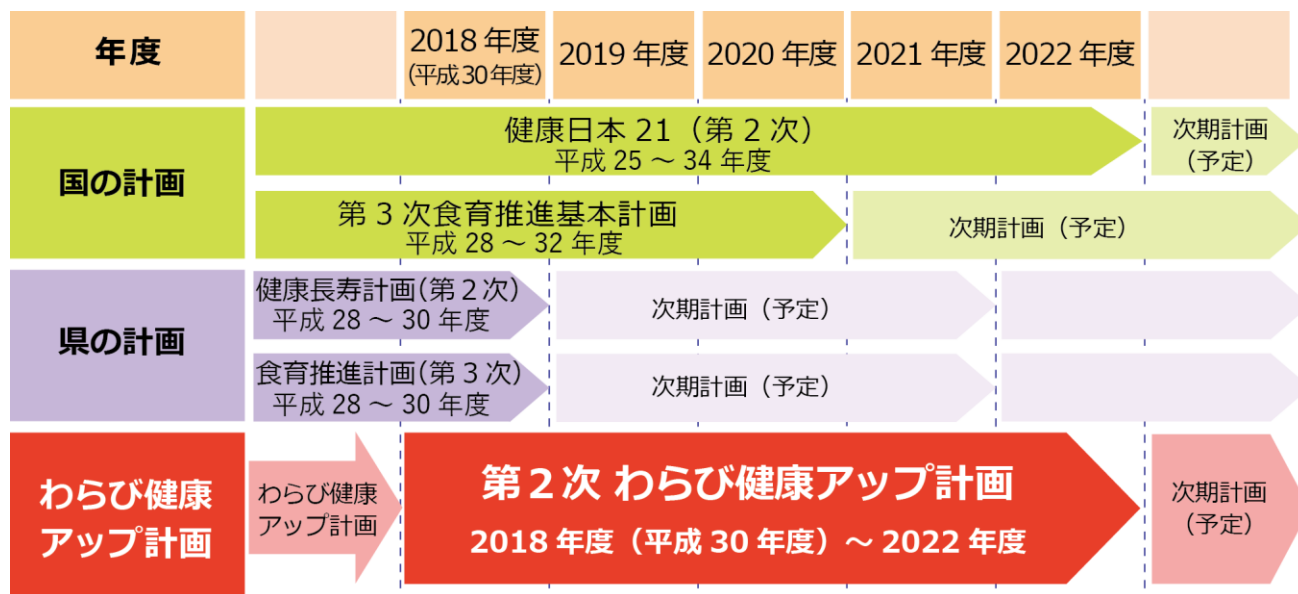 年度
2018 年度
(平成 30 年度)
2019 年度
2020 年度
2021 年度
2022 年度
国の計画
健康日本 21（第２次）
平成 25 ～ 34 年度
次期計画
(予定)
第 3 次食育推進基本計画
平成 28 ～ 32 年度
次期計画（予定）
県の計画
健康長寿計画(第２次)
平成 28 ～ 30 年度
次期計画（予定）
食育推進計画(第３次)
平成 28 ～ 30 年度
次期計画（予定）
わらび健康
アップ計画
わらび健康
アップ計画
第２次 わらび健康アップ計画
2018 年度（平成 30 年度）～ 2022 年度
次期計画
(予定)